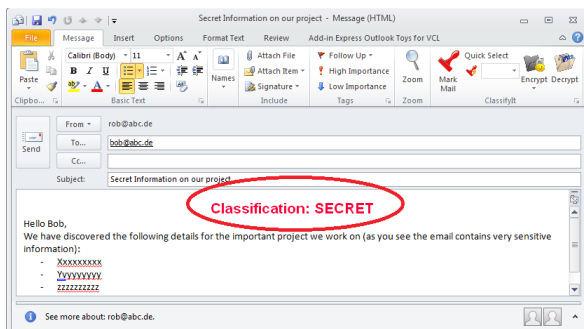 Secret Information on our project - Message (HTML)
File Message Insert Options Format Text Review Add-in Express Outlook Toys for VCL
Calibri (Body) 11
Paste
B I U
Names
Attach File
Attach Item
Signature
Follow Up
High Importance
Low Importance
Zoom
Mark Mail
Quick Select
Encrypt Decrypt
Clipbo... Basic Text Include Tags Zoom ClassifyIt
Send
From rob@abc.de
To... bob@abc.de
Cc...
Subject: Secret Information on our project
Classification: SECRET
Hello Bob,
We have discovered the following details for the important project we work on (as you see the email contains very sensitive
information):
- Xxxxxxxxx
- Yyyyyyyyy
- zzzzzzzzzz
See more about: rob@abc.de.